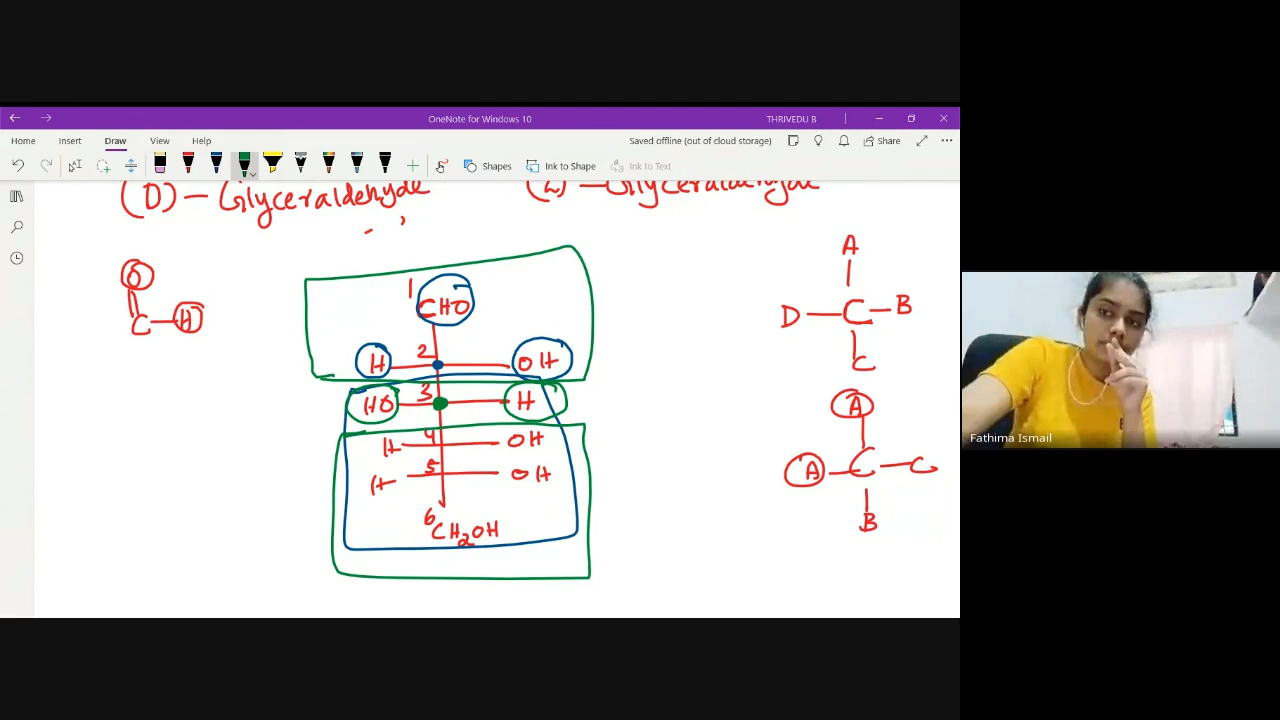 OneNote for Windows 10
THRIVEDU B
Home Insert Draw View Help
Saved offline (out of cloud storage)
Share
Shapes
Ink to Shape
Ink to Text
(D) - Glyceraldehyde
(L) - Glyceraldehyde
O
C - H
1
CHO
H 2 OH
HO 3 H
H 4 OH
H 5 OH
6
CH2OH
A
D C B
C
A
A C C
B
Fathima Ismail